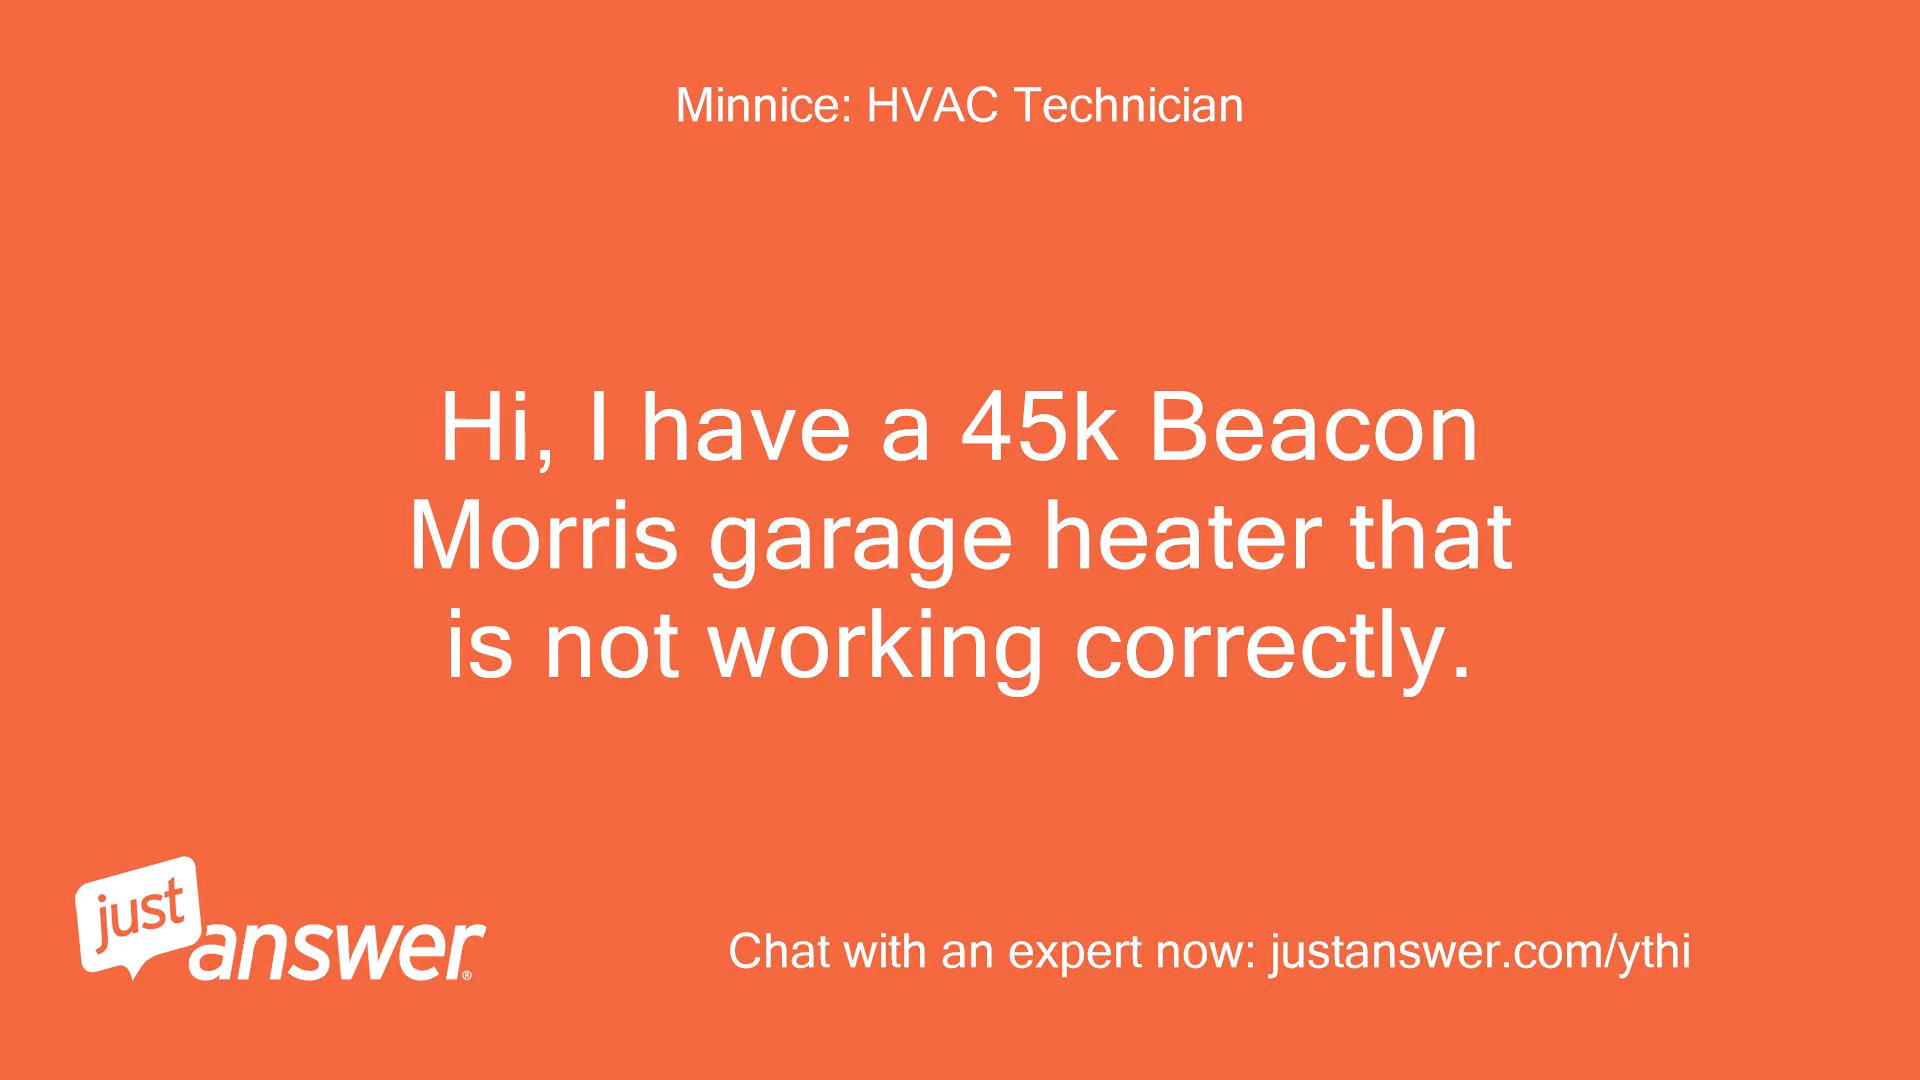 Minnice: HVAC Technician
Hi, I have a 45k Beacon
Morris garage heater that
is not working correctly.
just
answer®
Chat with an expert now: justanswer.com/ythi